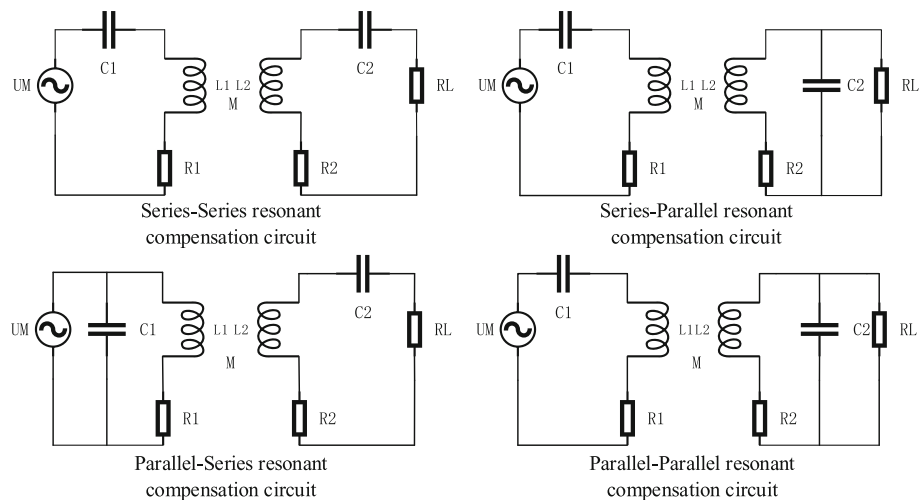 C1
C2
UM
L1 L2
M
RL
R1
R2
Series-Series resonant
compensation circuit
C1
UM
L1 L2
M
C2
RL
R1
R2
Series-Parallel resonant
compensation circuit
UM
C1
L1 L2
M
C2
RL
R1
R2
Parallel-Series resonant
compensation circuit
C1
UM
L1L2
M
C2
RL
R1
R2
Parallel-Parallel resonant
compensation circuit